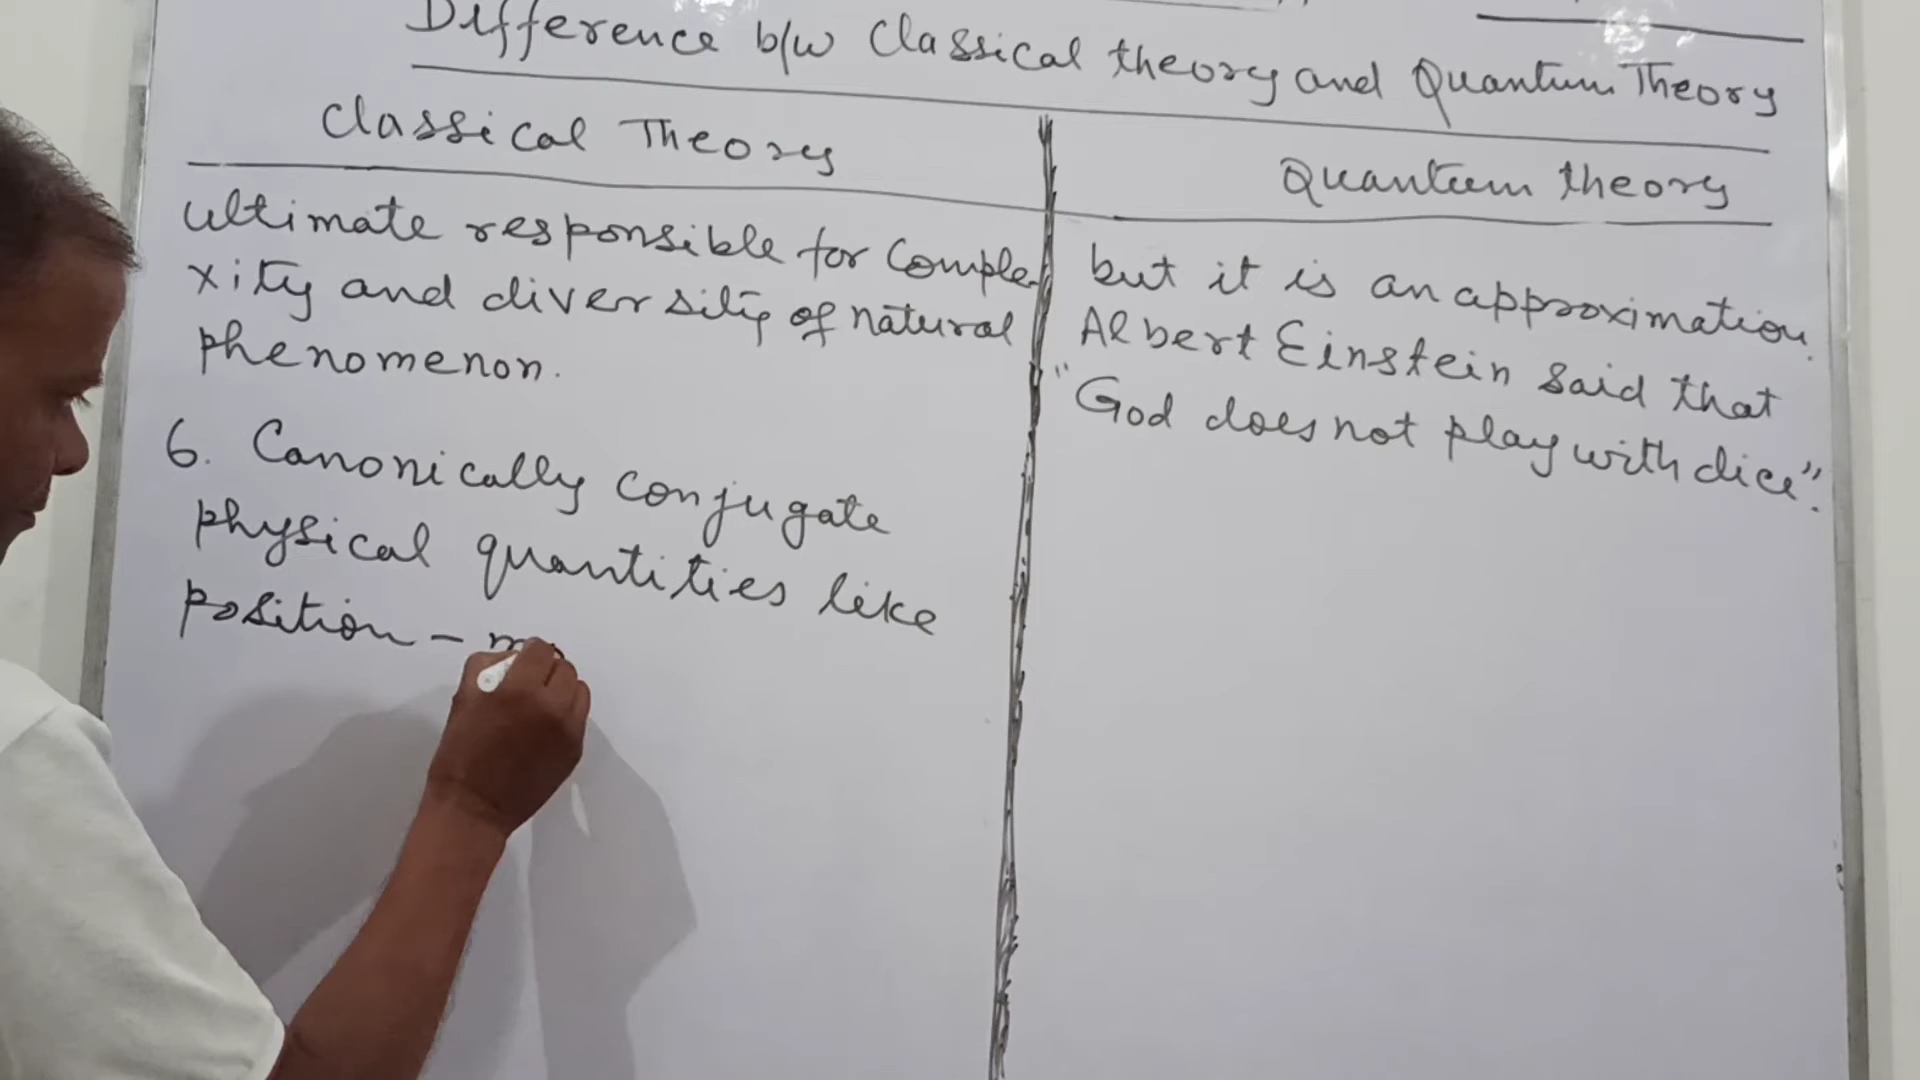 Difference b/w Classical theory and Quantum Theory
Classical Theory
ultimate responsible for Comple-
xity and diversity of natural
phenomenon.
6. Canonically conjugate
physical quantities like
position -
Quantum theory
but it is an approximation.
Albert Einstein said that
"God does not play with dice".